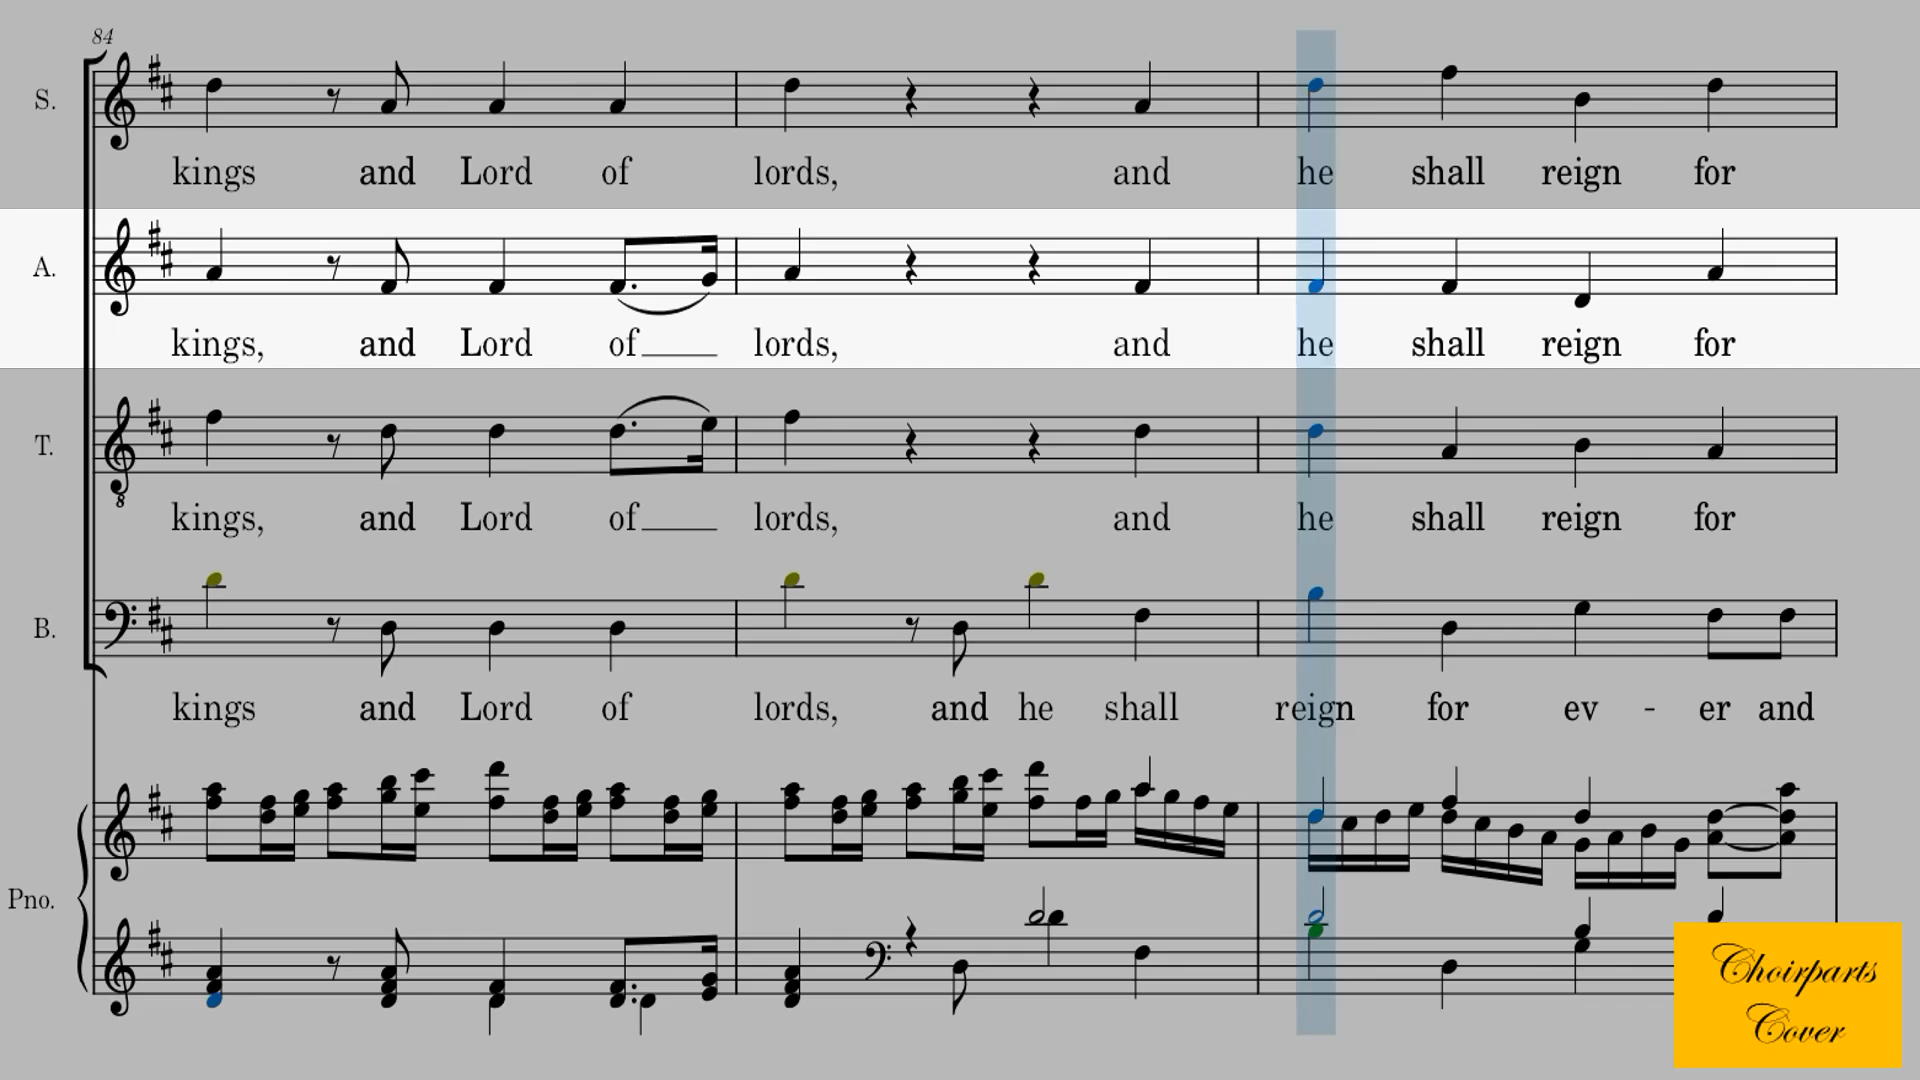 84
S.
kings and Lord of lords, and he shall reign for
A.
kings, and Lord of lords, and he shall reign for
T.
kings, and Lord of lords, and he shall reign for
B.
kings and Lord of lords, and he shall reign for ev - er and
Pno.
Choirparts
Cover